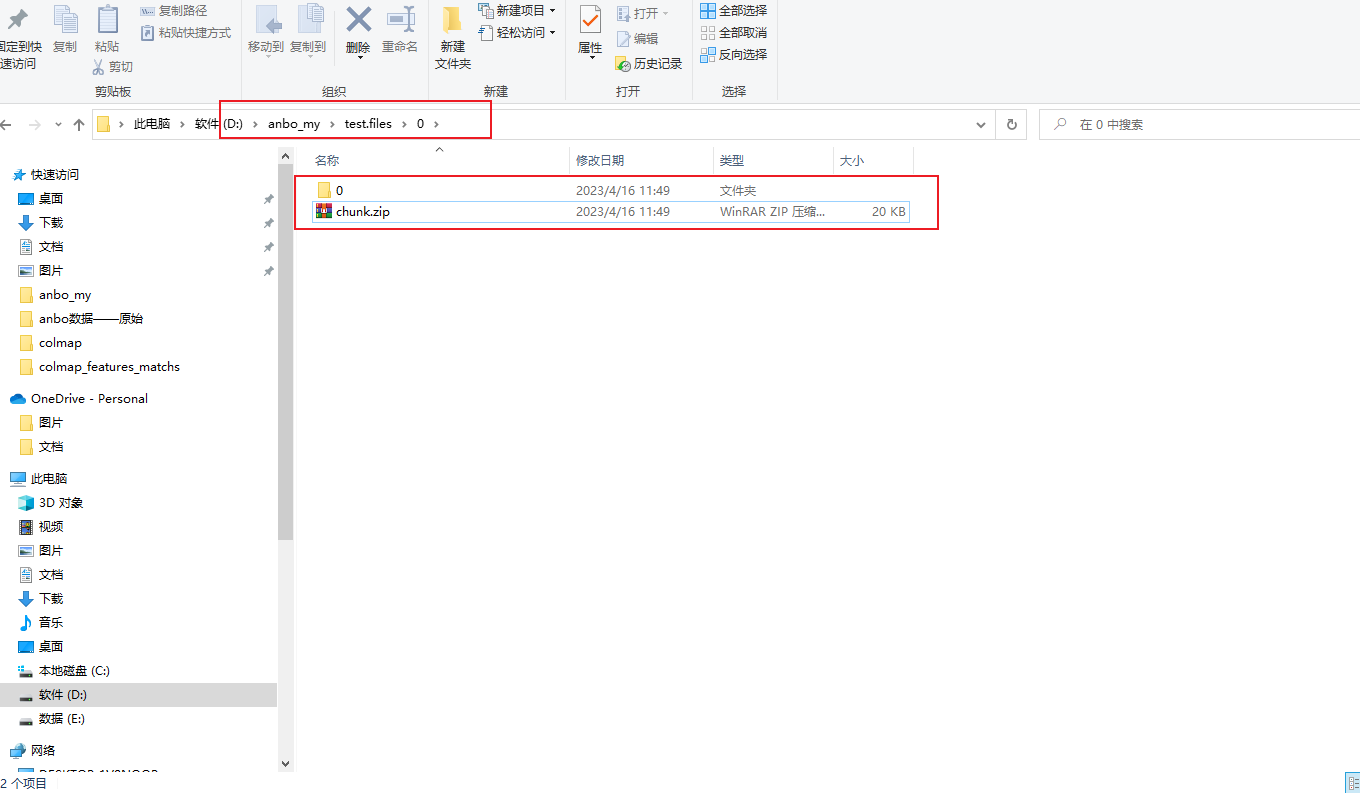 固定到快
速访问
复制
粘贴
复制路径
粘贴快捷方式
剪切
剪贴板
移动到
复制到
删除
重命名
组织
新建
文件夹
新建项目
轻松访问
新建
属性
打开
编辑
历史记录
打开
全部选择
全部取消
反向选择
选择
此电脑 › 软件 (D:) › anbo_my › test.files › 0 ›
在 0 中搜索
名称 修改日期 类型 大小
0 2023/4/16 11:49 文件夹
chunk.zip 2023/4/16 11:49 WinRAR ZIP 压缩... 20 KB
快速访问
桌面
下载
文档
图片
anbo_my
anbo数据——原始
colmap
colmap_features_matchs
OneDrive - Personal
图片
文档
此电脑
3D 对象
视频
图片
文档
下载
音乐
桌面
本地磁盘 (C:)
软件 (D:)
数据 (E:)
网络
2 个项目